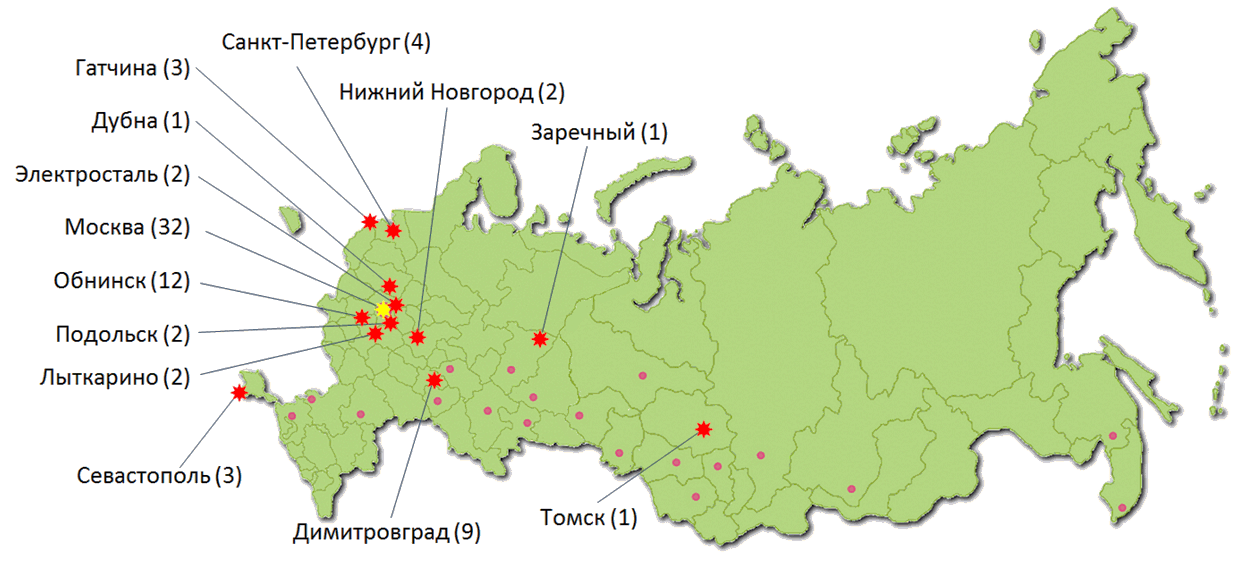 Санкт-Петербург (4)
Гатчина (3)
Нижний Новгород (2)
Дубна (1)
Заречный (1)
Электросталь (2)
Москва (32)
Обнинск (12)
Подольск (2)
Лыткарино (2)
Севастополь (3)
Томск (1)
Димитровград (9)